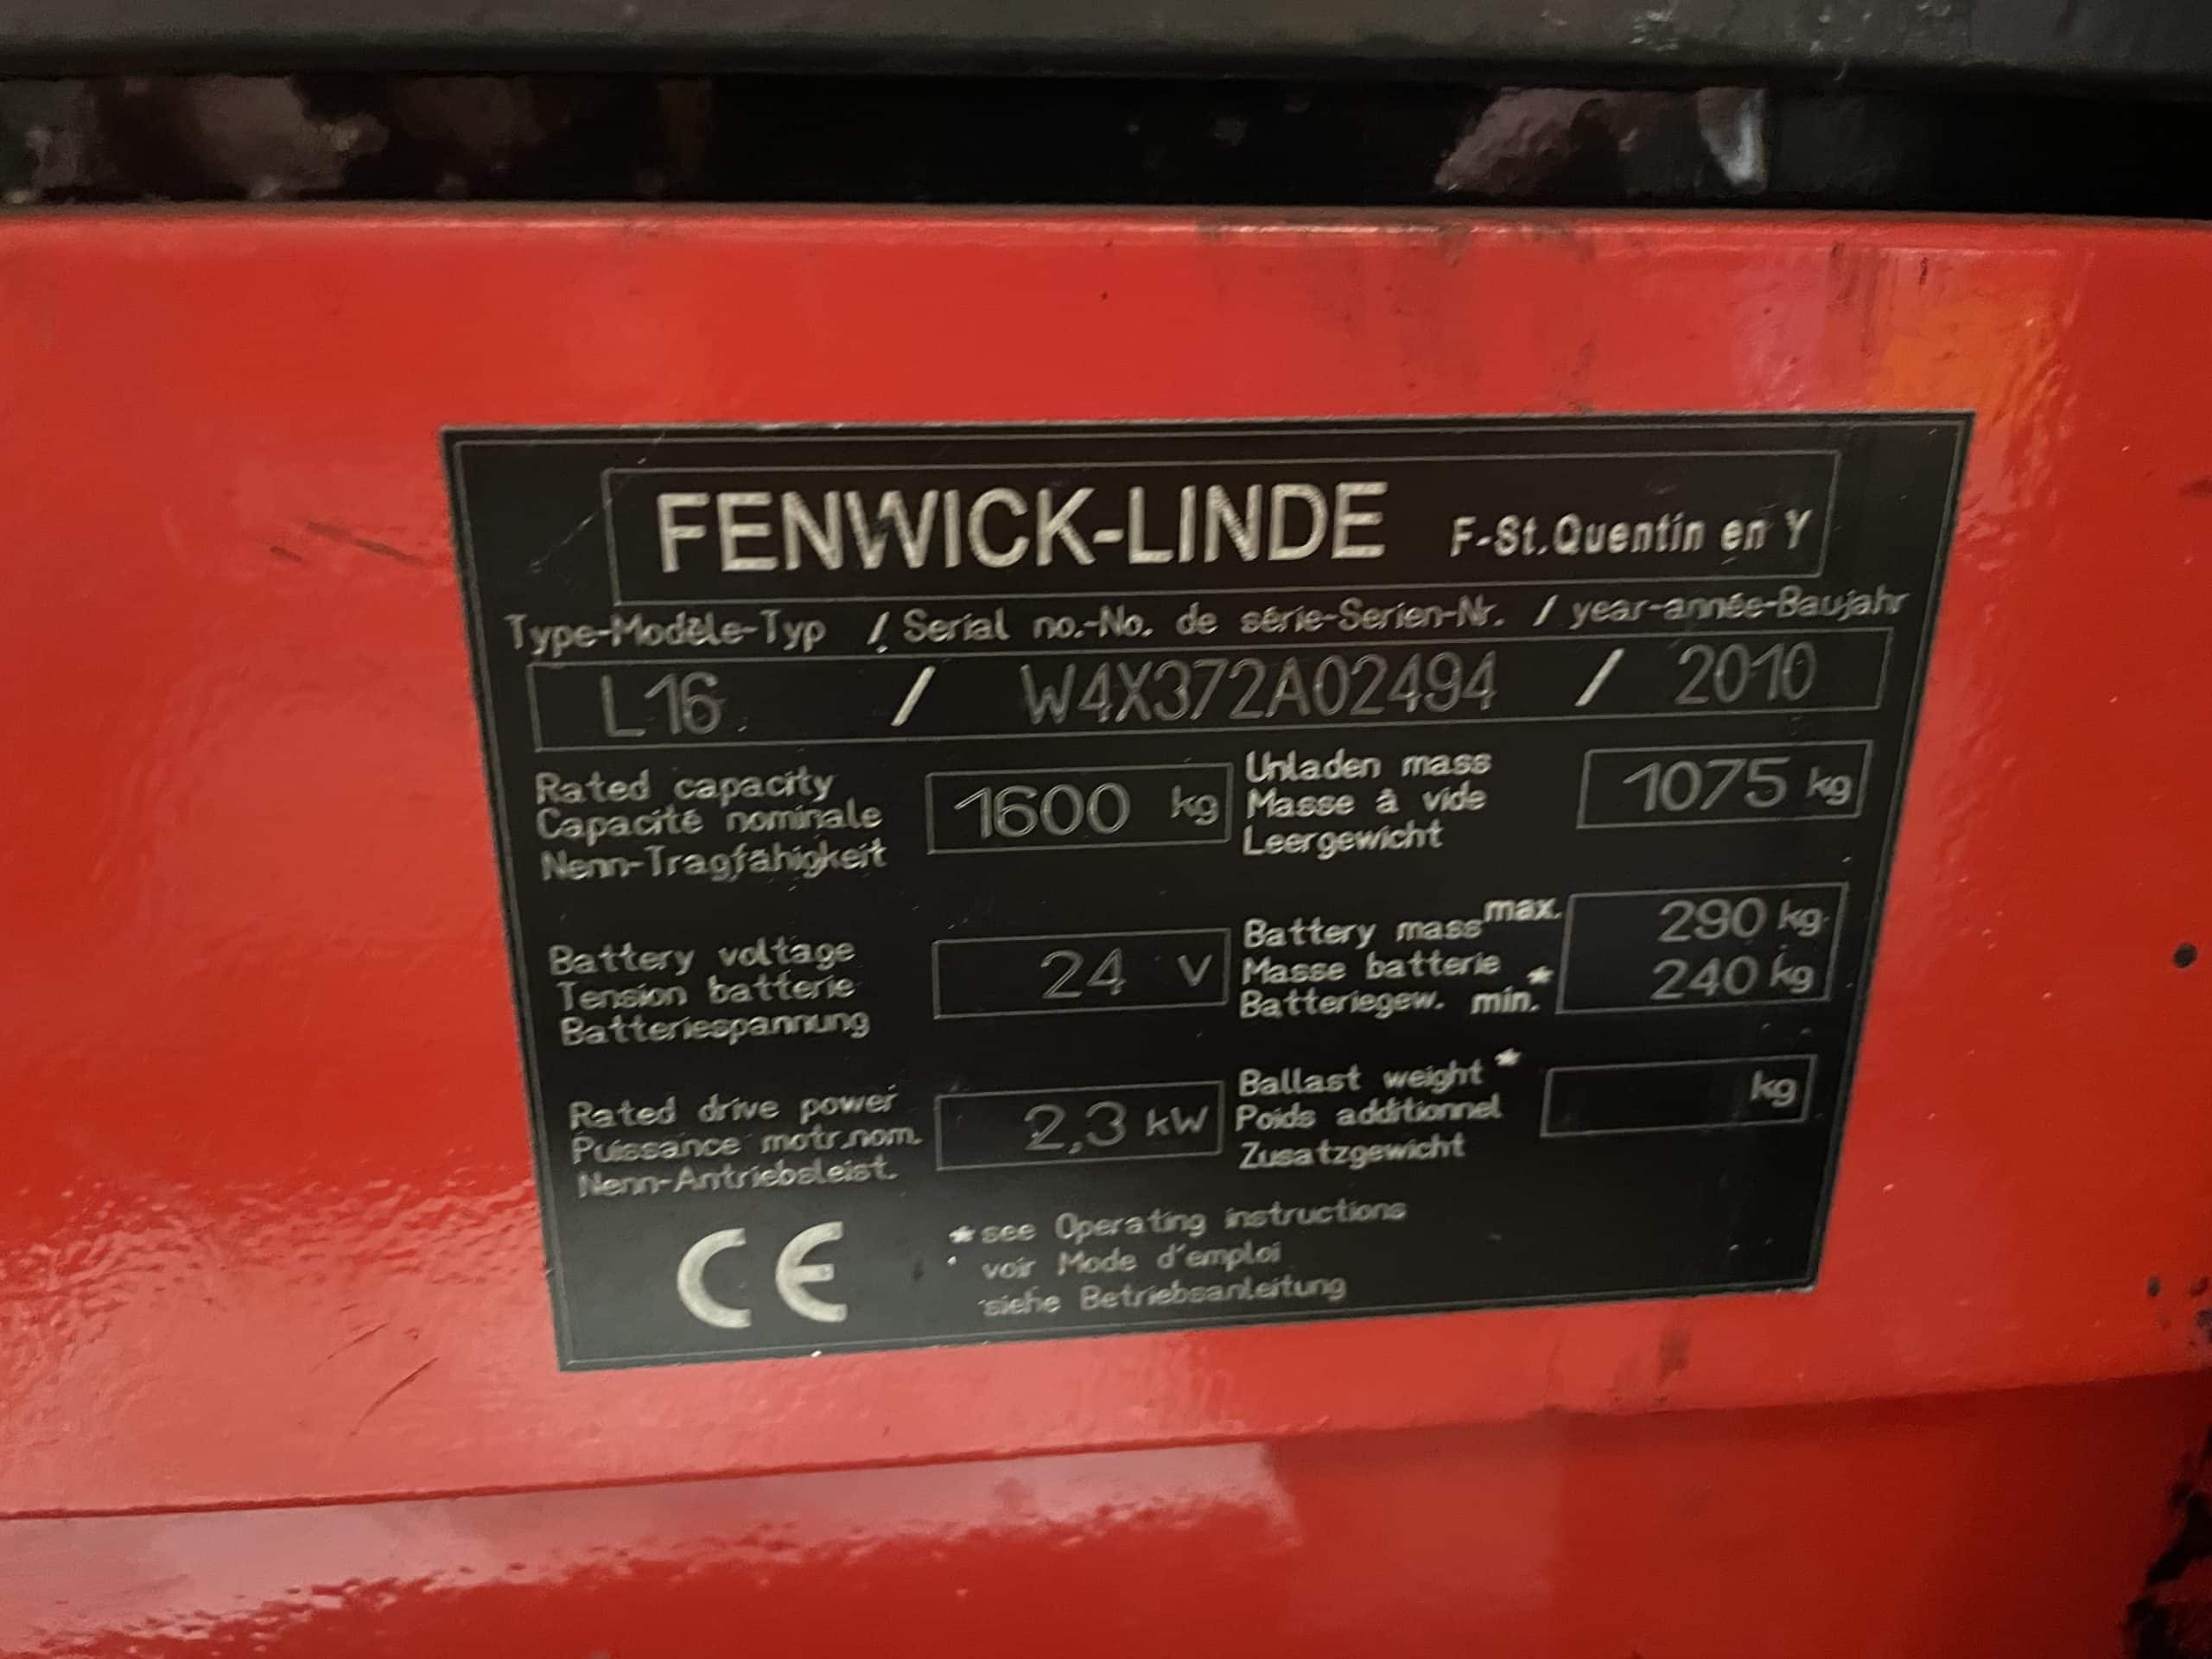 FENWICK-LINDE F-St.Quentin en Y
Type-Modèle-Typ / Serial no.-No. de série-Serien-Nr. / year-année-Baujahr
L16 / W4X372A02494 / 2010
Rated capacity
Capacité nominale
Nenn-Tragfähigkeit
1600 kg
Unladen mass
Masse à vide
Leergewicht
1075 kg
Battery voltage
Tension batterie
Batteriespannung
24 V
Battery mass max.
Masse batterie *
Batteriegew. min.
290 kg
240 kg
Rated drive power
Puissance motr.nom.
Nenn-Antriebsleist.
2,3 kW
Ballast weight *
Poids additionnel
Zusatzgewicht
kg
CE
* see Operating instructions
voir Mode d'emploi
siehe Betriebsanleitung